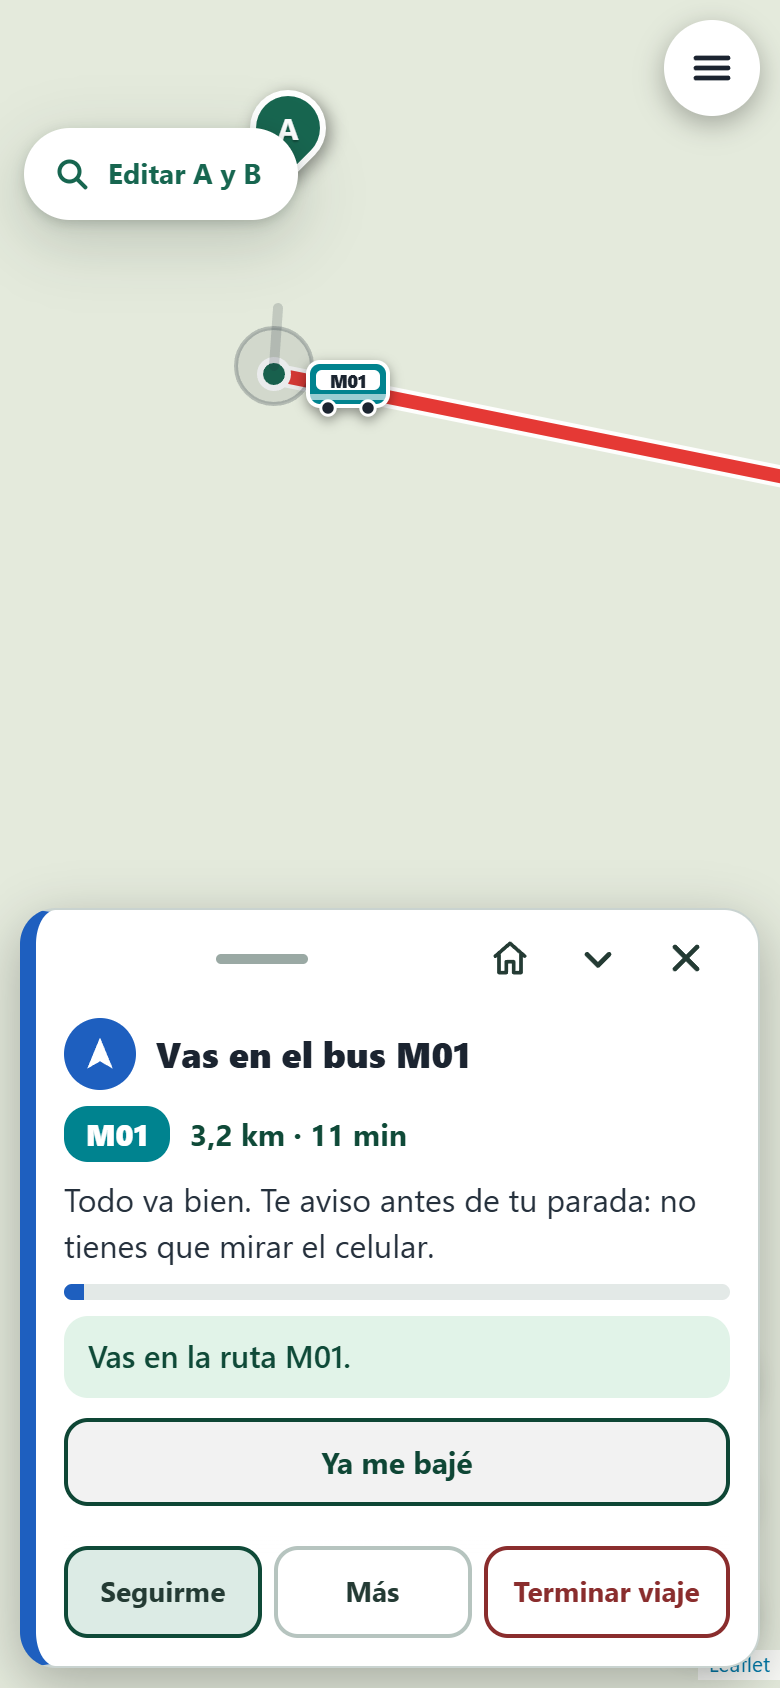 A
Editar A y B
M01
Vas en el bus M01
M01 3,2 km · 11 min
Todo va bien. Te aviso antes de tu parada: no
tienes que mirar el celular.
Vas en la ruta M01.
Ya me bajé
Seguirme Más Terminar viaje
Leaflet